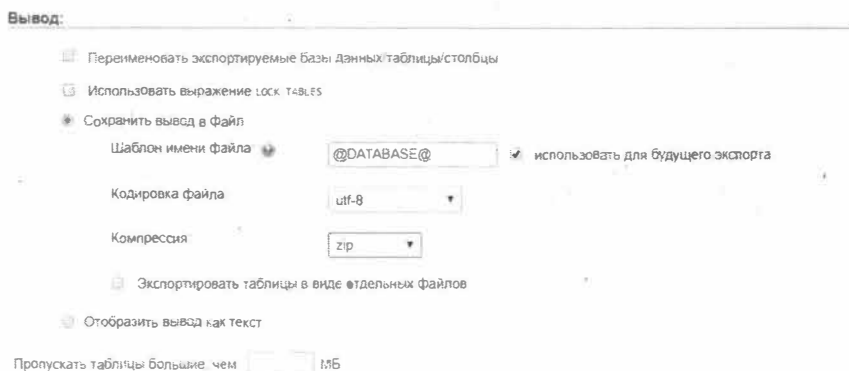 Вывод:
Переименовать экспортируемые базы данных/таблицы/столбцы
Использовать выражение LOCK TABLES
Сохранить вывод в файл
Шаблон имени файла @DATABASE@ использовать для будущего экспорта
Кодировка файла utf-8
Компрессия zip
Экспортировать таблицы в виде отдельных файлов
Отобразить вывод как текст
Пропускать таблицы большие, чем МБ